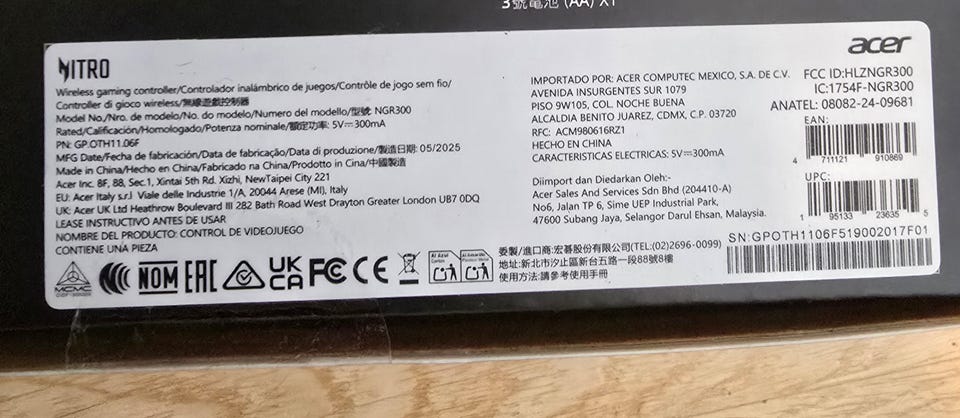 3號電池 (AA) X1
NITRO
Wireless gaming controller/Controlador inalámbrico de juegos/Contrôle de jogo sem fio/
Controller di gioco wireless/無線遊戲控制器
Model No./Nro. de modelo/No. do modelo/Numero del modello/型號: NGR300
Rated/Calificación/Homologado/Potenza nominale/額定功率: 5V⎓300mA
PN: GP.OTH11.06F
MFG Date/Fecha de fabricación/Data de fabricação/Data di produzione/製造日期: 05/2025
Made in China/Hecho en China/Fabricado na China/Prodotto in Cina/中國製造
Acer Inc. 8F, 88, Sec.1, Xintai 5th Rd. Xizhi, NewTaipei City 221
EU: Acer Italy s.r.l Viale delle Industrie 1/A, 20044 Arese (MI), Italy
UK: Acer UK Ltd Heathrow Boulevard III 282 Bath Road West Drayton Greater London UB7 0DQ
LEASE INSTRUCTIVO ANTES DE USAR
NOMBRE DEL PRODUCTO: CONTROL DE VIDEOJUEGO
CONTIENE UNA PIEZA
MCMC
NOM EAC UK CA FC CE
IMPORTADO POR: ACER COMPUTEC MEXICO, S.A. DE C.V.
AVENIDA INSURGENTES SUR 1079
PISO 9W105, COL. NOCHE BUENA
ALCALDIA BENITO JUAREZ, CDMX, C.P. 03720
RFC: ACM980616RZ1
HECHO EN CHINA
CARACTERISTICAS ELECTRICAS: 5V⎓300mA
Diimport dan Diedarkan Oleh:-
Acer Sales And Services Sdn Bhd (204410-A)
No6, Jalan TP 6, Sime UEP Industrial Park,
47600 Subang Jaya, Selangor Darul Ehsan, Malaysia.
委製/進口商: 宏碁股份有限公司(TEL:(02)2696-0099)
地址: 新北市汐止區新台五路一段88號8樓
使用方法:請參考使用手冊
acer
FCC ID:HLZNGR300
IC:1754F-NGR300
ANATEL: 08082-24-09681
EAN:
4 711121 910869
UPC:
1 95133 23635 5
SN:GPOTH1106F519002017F01